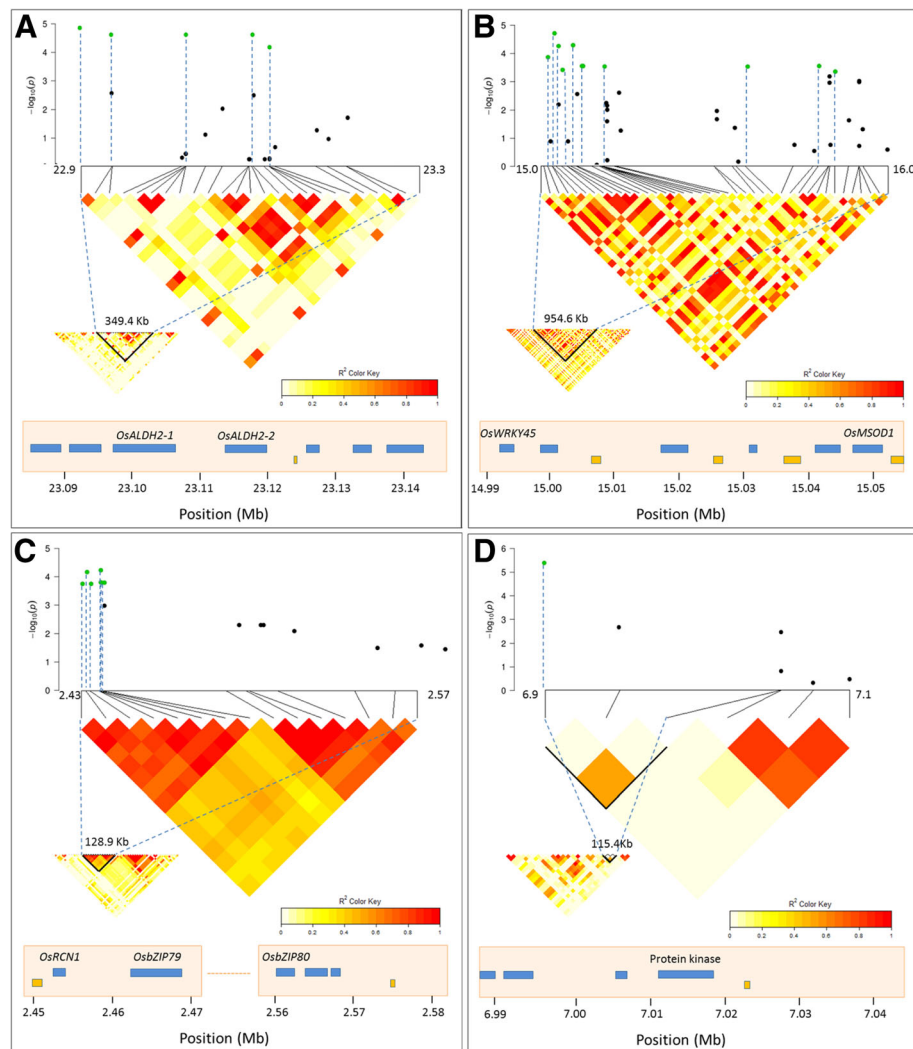 A
5
4
3
2
1
0
−log10(p)
22.9
23.3
349.4 Kb
R2 Color Key
0 0.2 0.4 0.6 0.8 1
OsALDH2-1 OsALDH2-2
23.09 23.10 23.11 23.12 23.13 23.14
Position (Mb)
B
5
4
3
2
1
0
−log10(p)
15.0
16.0
954.6 Kb
R2 Color Key
0 0.2 0.4 0.6 0.8 1
OsWRKY45 OsMSOD1
14.99 15.00 15.01 15.02 15.03 15.04 15.05
Position (Mb)
C
5
4
3
2
1
0
−log10(p)
2.43
2.57
128.9 Kb
R2 Color Key
0 0.2 0.4 0.6 0.8 1
OsRCN1 OsbZIP79 OsbZIP80
2.45 2.46 2.47 2.56 2.57 2.58
Position (Mb)
D
6
5
4
3
2
1
0
−log10(p)
6.9
7.1
115.4Kb
R2 Color Key
0 0.2 0.4 0.6 0.8 1
Protein kinase
6.99 7.00 7.01 7.02 7.03 7.04
Position (Mb)